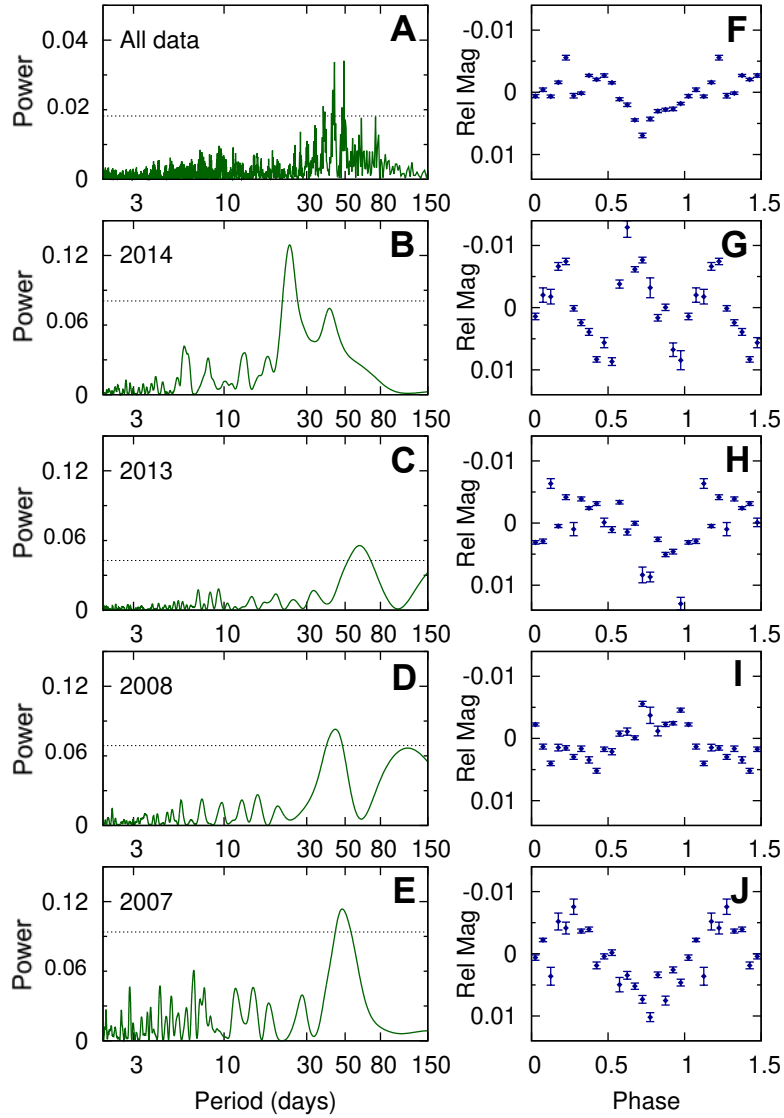 A
All data
Power
0.04
0.02
0
3 10 30 50 80 150
F
Rel Mag
-0.01
0
0.01
0 0.5 1 1.5
B
2014
Power
0.12
0.06
0
3 10 30 50 80 150
G
Rel Mag
-0.01
0
0.01
0 0.5 1 1.5
C
2013
Power
0.12
0.06
0
3 10 30 50 80 150
H
Rel Mag
-0.01
0
0.01
0 0.5 1 1.5
D
2008
Power
0.12
0.06
0
3 10 30 50 80 150
I
Rel Mag
-0.01
0
0.01
0 0.5 1 1.5
E
2007
Power
0.12
0.06
0
3 10 30 50 80 150
Period (days)
J
Rel Mag
-0.01
0
0.01
0 0.5 1 1.5
Phase